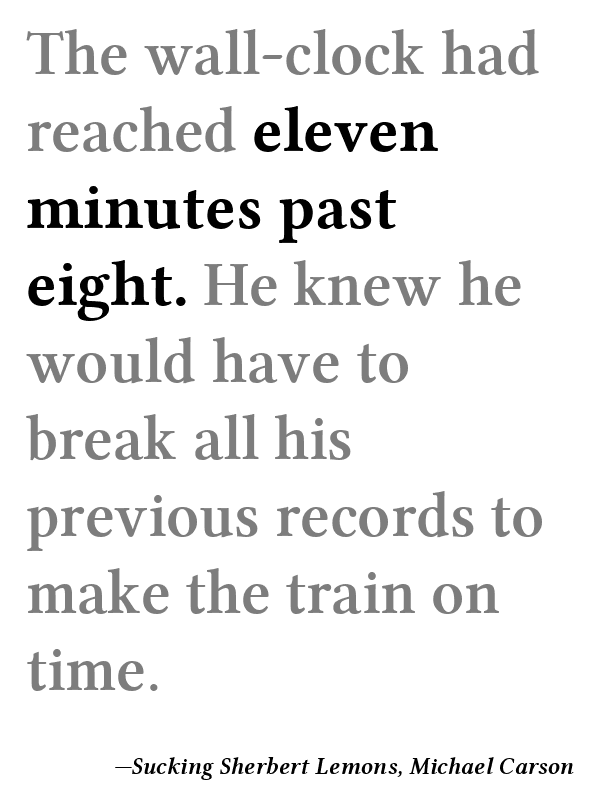 The wall-clock had
reached eleven
minutes past
eight. He knew he
would have to
break all his
previous records to
make the train on
time.
—Sucking Sherbert Lemons, Michael Carson